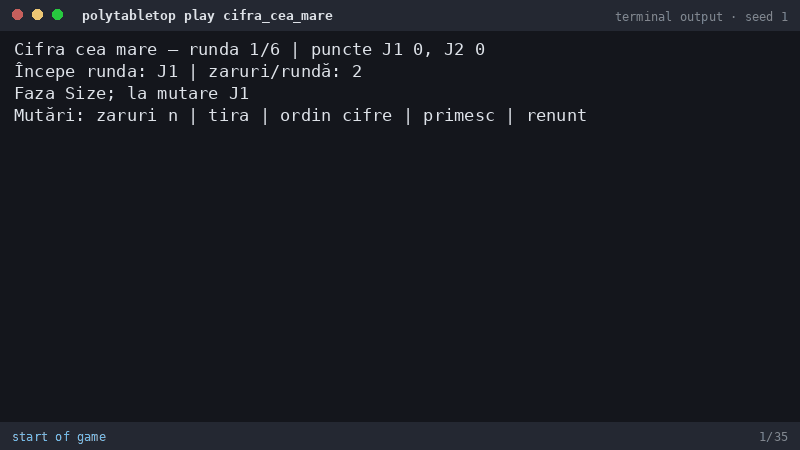 polytabletop play cifra_cea_mare
terminal output · seed 1
Cifra cea mare — runda 1/6 | puncte J1 0, J2 0
Începe runda: J1 | zaruri/rundă: 2
Faza Size; la mutare J1
Mutări: zaruri n | tira | ordin cifre | primesc | renunt
start of game
1/35